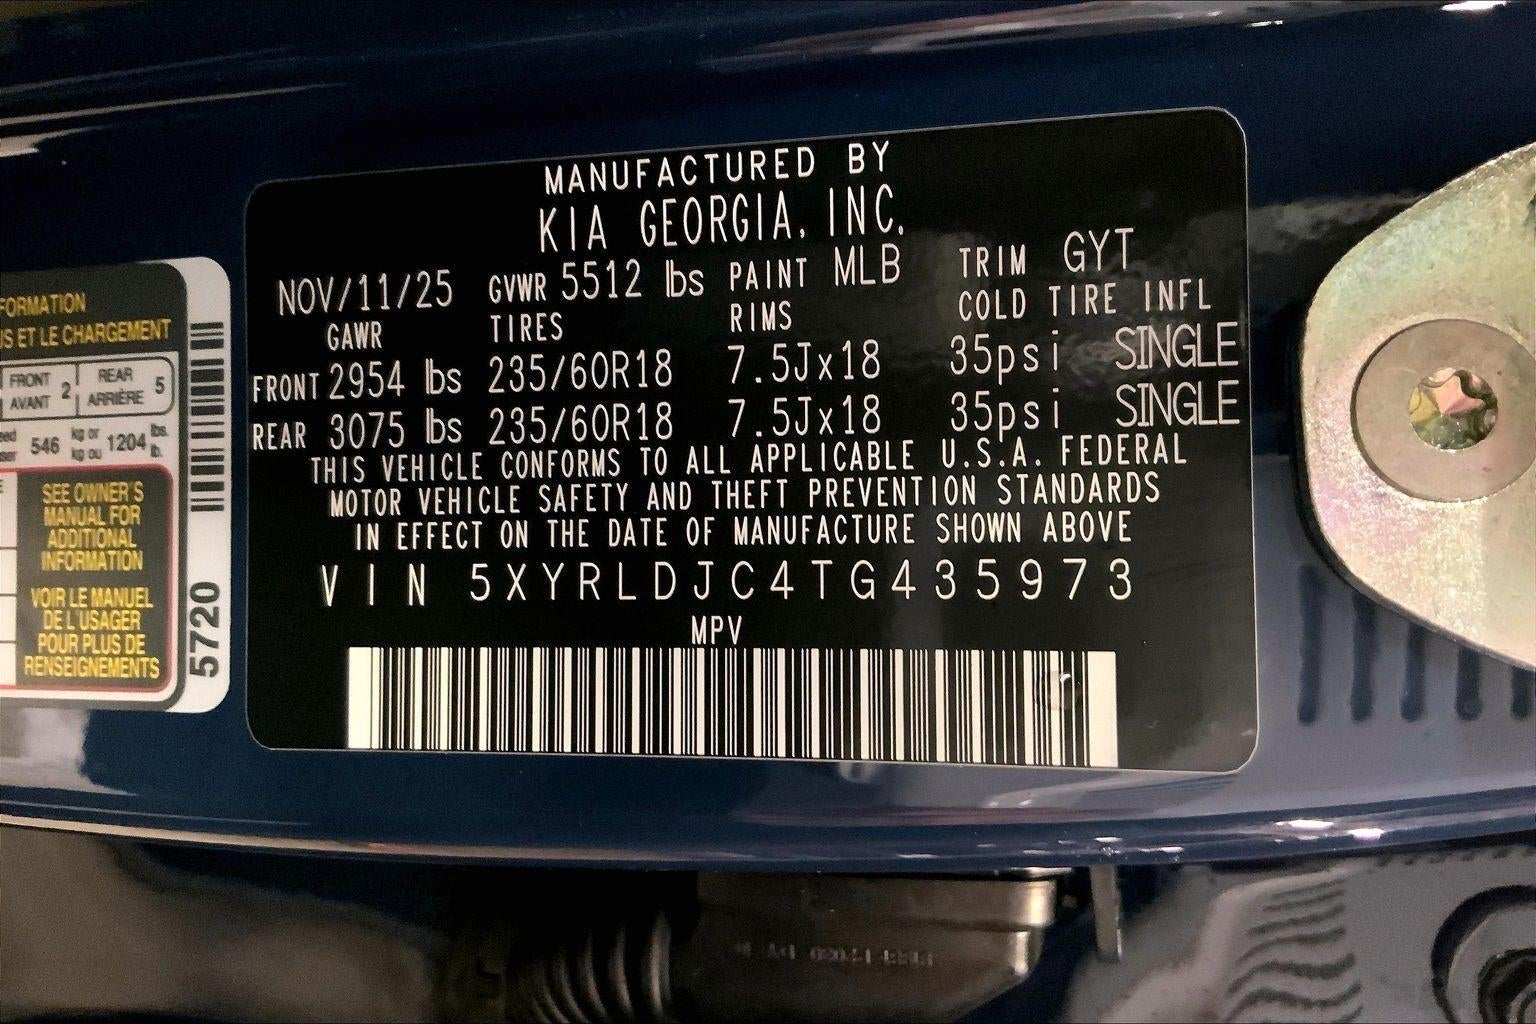 MANUFACTURED BY
KIA GEORGIA, INC.
NOV/11/25 GVWR 5512 lbs PAINT MLB TRIM GYT
GAWR TIRES RIMS COLD TIRE INFL
FRONT 2954 lbs 235/60R18 7.5Jx18 35psi SINGLE
REAR 3075 lbs 235/60R18 7.5Jx18 35psi SINGLE
THIS VEHICLE CONFORMS TO ALL APPLICABLE U.S.A. FEDERAL
MOTOR VEHICLE SAFETY AND THEFT PREVENTION STANDARDS
IN EFFECT ON THE DATE OF MANUFACTURE SHOWN ABOVE
VIN 5XYRLDJC4TG435973
MPV
FORMATION
US ET LE CHARGEMENT
FRONT 2 REAR 5
AVANT ARRIÈRE
546 kg or 1204 lbs.
kg ou lb.
SEE OWNER'S
MANUAL FOR
ADDITIONAL
INFORMATION
VOIR LE MANUEL
DE L'USAGER
POUR PLUS DE
RENSEIGNEMENTS
5720